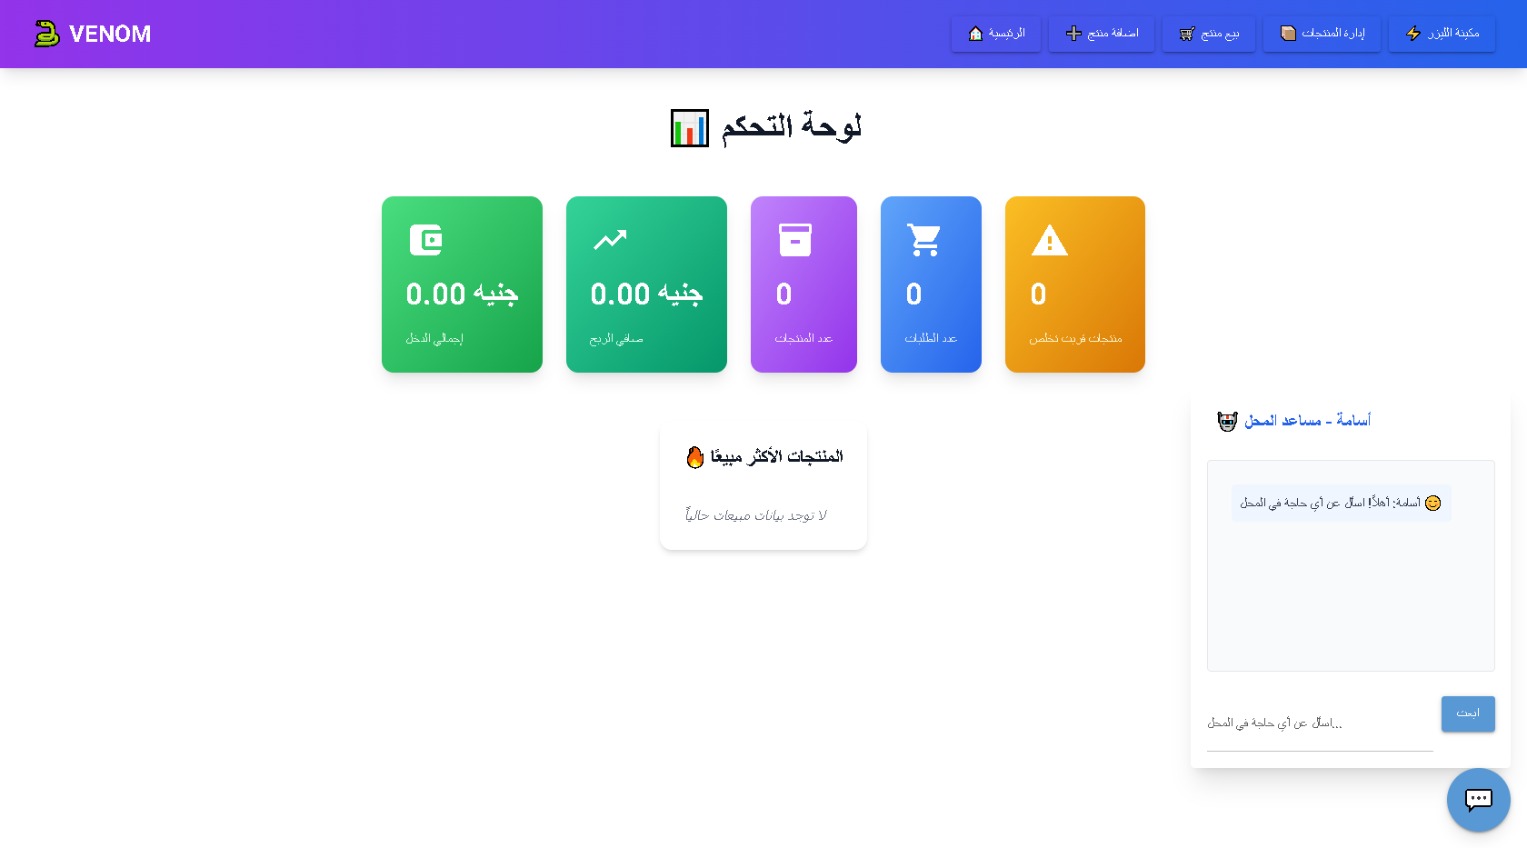 VENOM
الرئيسية
اضافة منتج
بيع منتج
إدارة المنتجات
مكينة الليزر
لوحة التحكم
0.00 جنيه
إجمالي الدخل
0.00 جنيه
صافي الربح
0
عدد المنتجات
0
عدد الطلبات
0
منتجات قربت تخلص
المنتجات الأكثر مبيعًا
لا توجد بيانات مبيعات حالياً
أسامة - مساعد المحل
أسامة: أهلاً! اسأل عن أي حاجة في المحل
اسأل عن أي حاجة في المحل...
ابعت